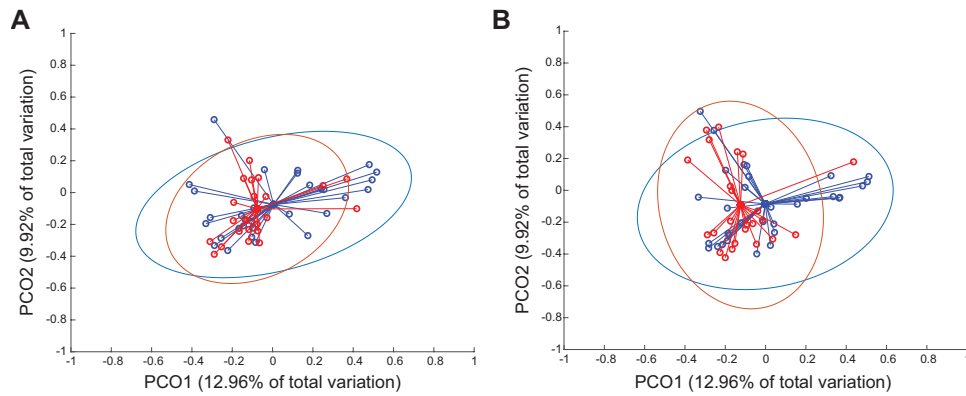 A
1
0.8
0.6
0.4
0.2
0
-0.2
-0.4
-0.6
-0.8
-1
-1 -0.8 -0.6 -0.4 -0.2 0 0.2 0.4 0.6 0.8 1
PCO1 (12.96% of total variation)
PCO2 (9.92% of total variation)
B
1
0.8
0.6
0.4
0.2
0
-0.2
-0.4
-0.6
-0.8
-1
-1 -0.8 -0.6 -0.4 -0.2 0 0.2 0.4 0.6 0.8 1
PCO1 (12.96% of total variation)
PCO2 (9.92% of total variation)